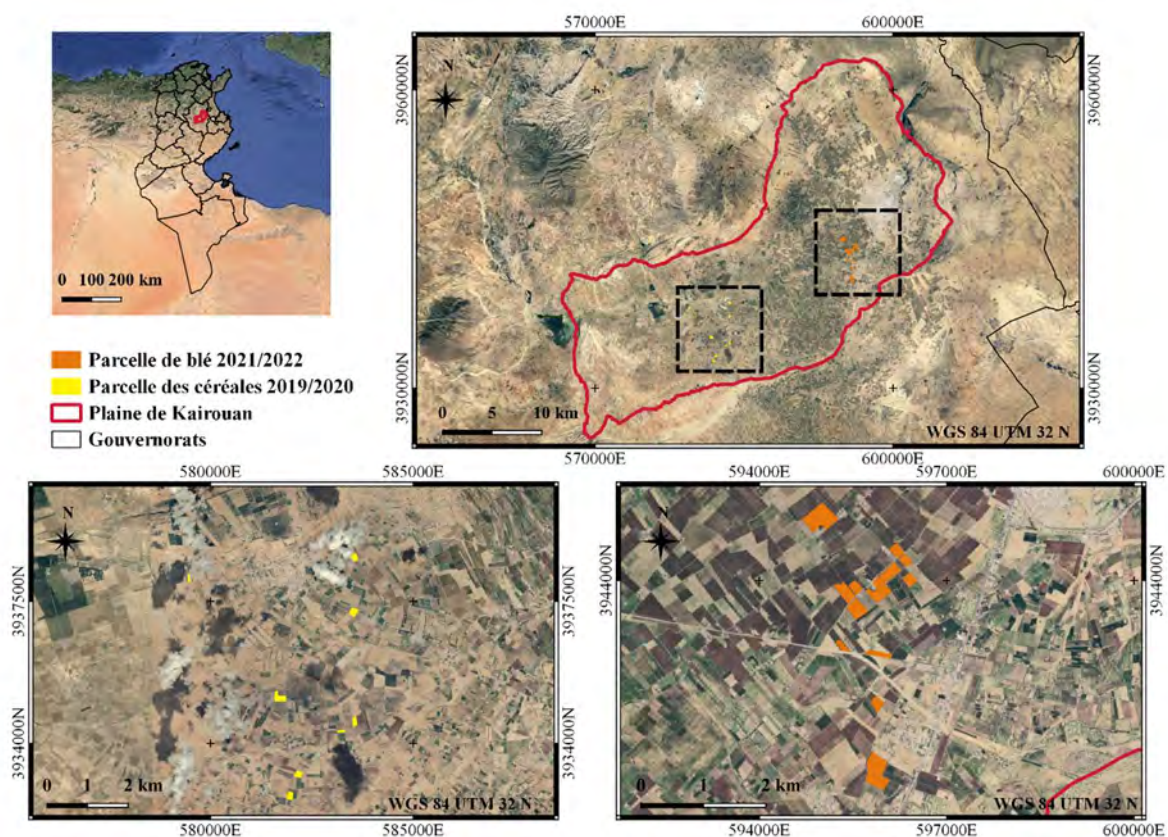 0 100 200 km
Parcelle de blé 2021/2022
Parcelle des céréales 2019/2020
Plaine de Kairouan
Gouvernorats
570000E 600000E
N
3960000N 3960000N
3930000N 3930000N
0 5 10 km
WGS 84 UTM 32 N
570000E 600000E
580000E 585000E
N
3937500N 3937500N
3934000N 3934000N
0 1 2 km
WGS 84 UTM 32 N
580000E 585000E
594000E 597000E 600000E
N
3944000N 3944000N
0 1 2 km
WGS 84 UTM 32 N
594000E 597000E 600000E